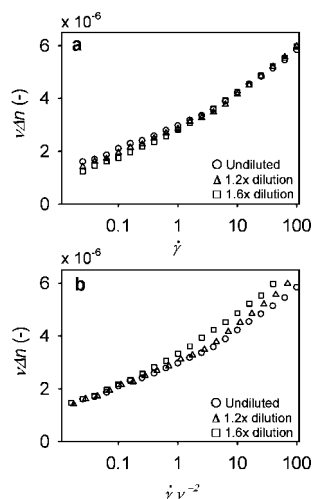 x 10⁻⁶
a
6
4
2
0
νΔn (-)
○ Undiluted
△ 1.2x dilution
□ 1.6x dilution
0.1 1 10 100
γ̇
x 10⁻⁶
b
6
4
2
0
νΔn (-)
○ Undiluted
△ 1.2x dilution
□ 1.6x dilution
0.1 1 10 100
γ̇ ν⁻²